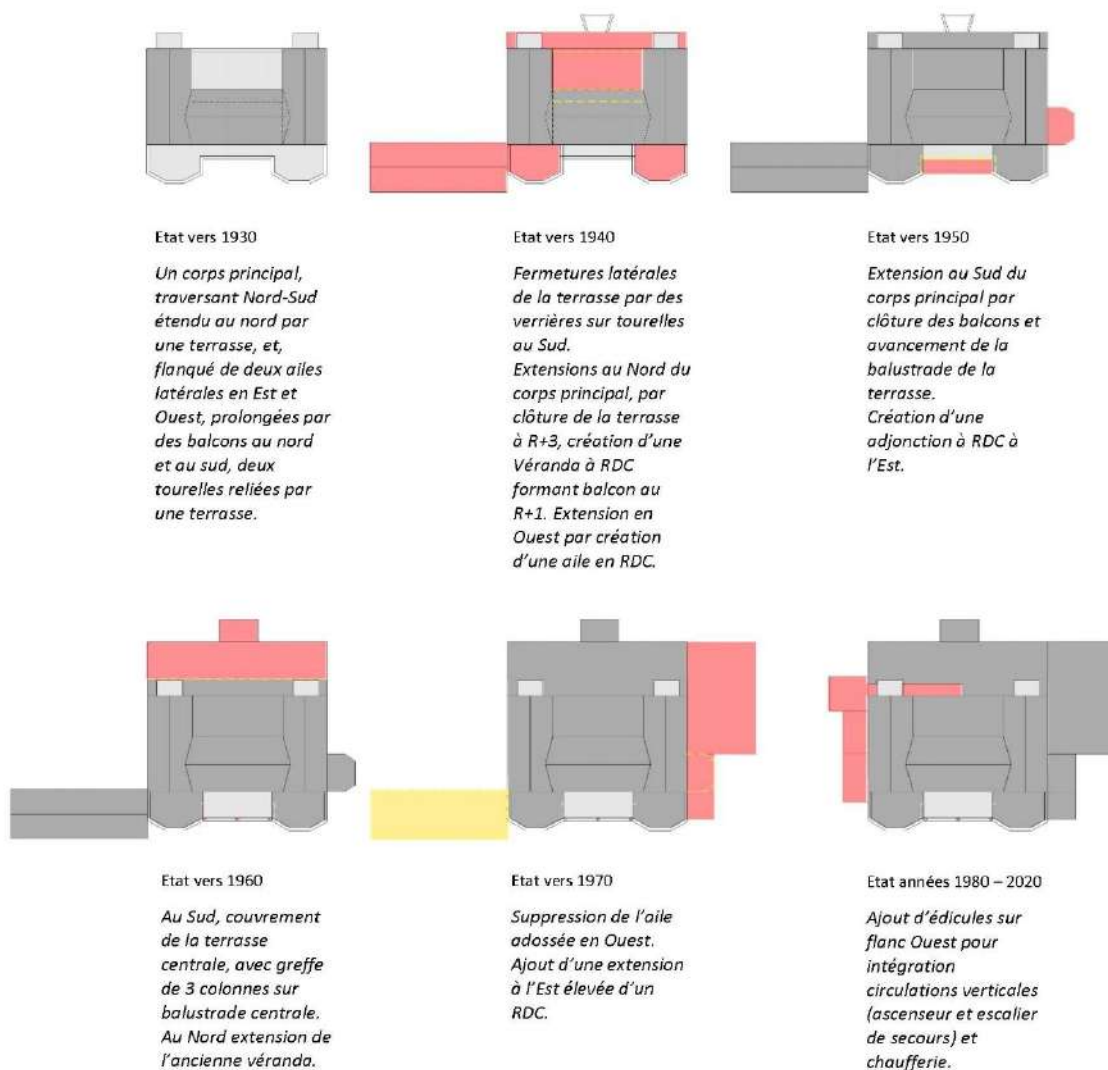 Etat vers 1930
Un corps principal,
traversant Nord-Sud
étendu au nord par
une terrasse, et,
flanqué de deux ailes
latérales en Est et
Ouest, prolongées par
des balcons au nord
et au sud, deux
tourelles reliées par
une terrasse.
Etat vers 1940
Fermetures latérales
de la terrasse par des
verrières sur tourelles
au Sud.
Extensions au Nord du
corps principal, par
clôture de la terrasse
à R+3, création d'une
Véranda à RDC
formant balcon au
R+1. Extension en
Ouest par création
d'une aile en RDC.
Etat vers 1950
Extension au Sud du
corps principal par
clôture des balcons et
avancement de la
balustrade de la
terrasse.
Création d'une
adjonction à RDC à
l'Est.
Etat vers 1960
Au Sud, couvrement
de la terrasse
centrale, avec greffe
de 3 colonnes sur
balustrade centrale.
Au Nord extension de
l'ancienne véranda.
Etat vers 1970
Suppression de l'aile
adossée en Ouest.
Ajout d'une extension
à l'Est élevée d'un
RDC.
Etat années 1980 – 2020
Ajout d'édicules sur
flanc Ouest pour
intégration
circulations verticales
(ascenseur et escalier
de secours) et
chaufferie.